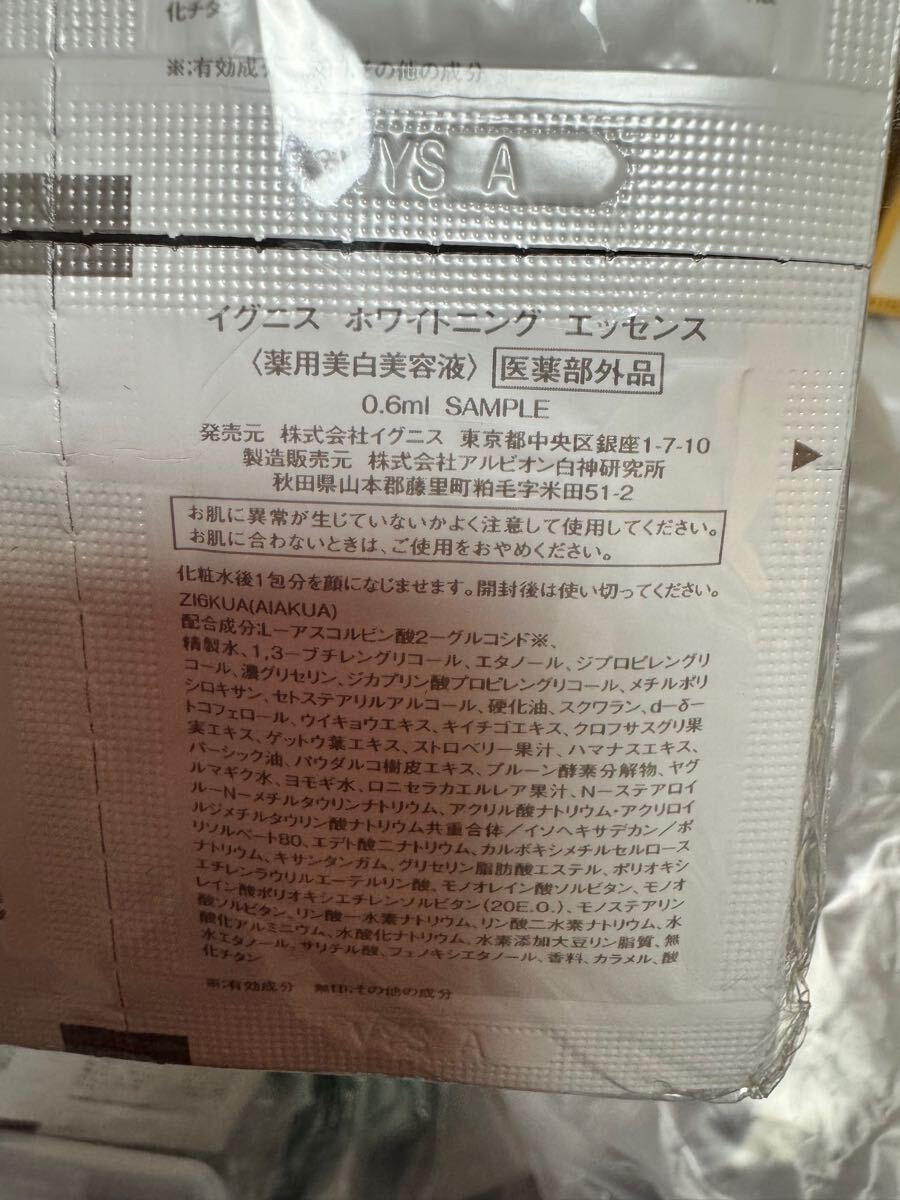 化チタン
※;有効成分 その他の成分
YS A
イグニス ホワイトニング エッセンス
〈薬用美白美容液〉 医薬部外品
0.6ml SAMPLE
発売元 株式会社イグニス 東京都中央区銀座1-7-10
製造販売元 株式会社アルビオン白神研究所
秋田県山本郡藤里町粕毛字米田51-2
お肌に異常が生じていないかよく注意して使用してください。
お肌に合わないときは、ご使用をおやめください。
化粧水後1包分を顔になじませます。開封後は使い切ってください。
ZI6KUA(AIAKUA)
配合成分:L-アスコルビン酸2-グルコシド※、
精製水、1,3-ブチレングリコール、エタノール、ジプロピレングリ
コール、濃グリセリン、ジカプリン酸プロピレングリコール、メチルポリ
シロキサン、セトステアリルアルコール、硬化油、スクワラン、d-δ-
トコフェロール、ウイキョウエキス、キイチゴエキス、クロフサスグリ果
実エキス、ゲットウ葉エキス、ストロベリー果汁、ハマナスエキス、
パーシック油、パウダルコ樹皮エキス、プルーン酵素分解物、ヤグ
ルマギク水、ヨモギ水、ロニセラカエルレア果汁、N-ステアロイ
ル-N-メチルタウリンナトリウム、アクリル酸ナトリウム・アクリロイ
ルジメチルタウリン酸ナトリウム共重合体/イソヘキサデカン/ポ
リソルベート80、エデト酸二ナトリウム、カルボキシメチルセルロース
ナトリウム、キサンタンガム、グリセリン脂肪酸エステル、ポリオキシ
エチレンラウリルエーテルリン酸、モノオレイン酸ソルビタン、モノオ
レイン酸ポリオキシエチレンソルビタン(20E.O.)、モノステアリン
酸ソルビタン、リン酸一水素ナトリウム、リン酸二水素ナトリウム、水
酸化アルミニウム、水酸化ナトリウム、水素添加大豆リン脂質、無
水エタノール、サリチル酸、フェノキシエタノール、香料、カラメル、酸
化チタン
※;有効成分 無印;その他の成分
YS A